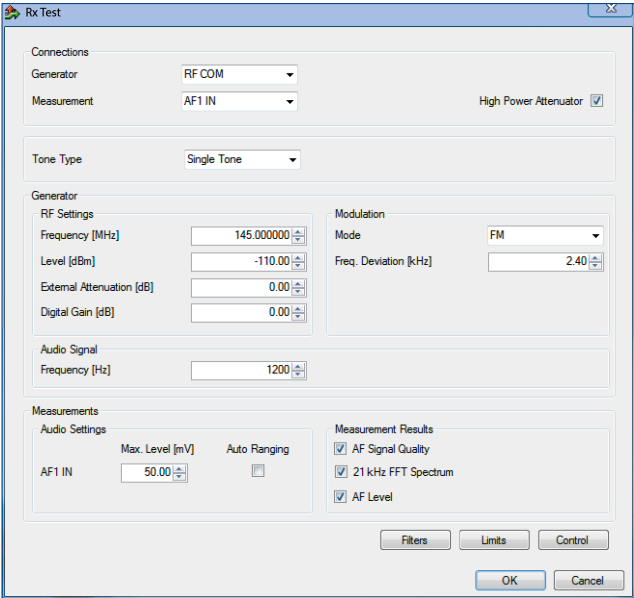 Rx Test
Connections
Generator RF COM
Measurement AF1 IN High Power Attenuator
Tone Type Single Tone
Generator
RF Settings Modulation
Frequency [MHz] 145.000000 Mode FM
Level [dBm] -110.00 Freq. Deviation [kHz] 2.40
External Attenuation [dB] 0.00
Digital Gain [dB] 0.00
Audio Signal
Frequency [Hz] 1200
Measurements
Audio Settings Measurement Results
Max. Level [mV] Auto Ranging AF Signal Quality
AF1 IN 50.00 21 kHz FFT Spectrum
AF Level
Filters Limits Control
OK Cancel